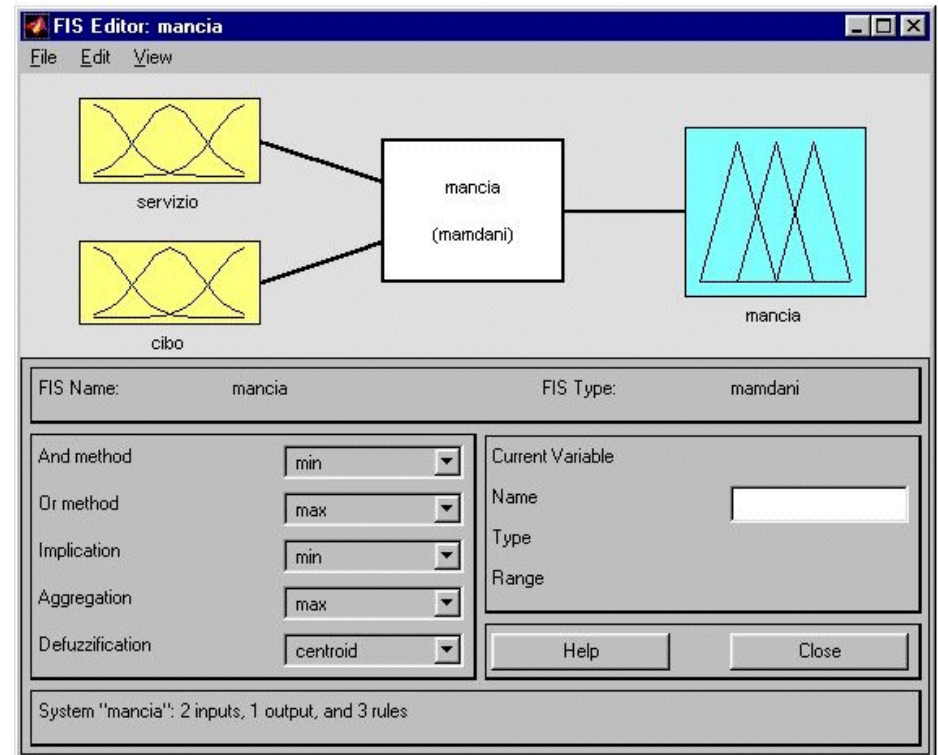 FIS Editor: mancia
File Edit View
servizio
cibo
mancia
(mamdani)
mancia
FIS Name: mancia FIS Type: mamdani
And method min
Or method max
Implication min
Aggregation max
Defuzzification centroid
Current Variable
Name
Type
Range
Help Close
System "mancia": 2 inputs, 1 output, and 3 rules